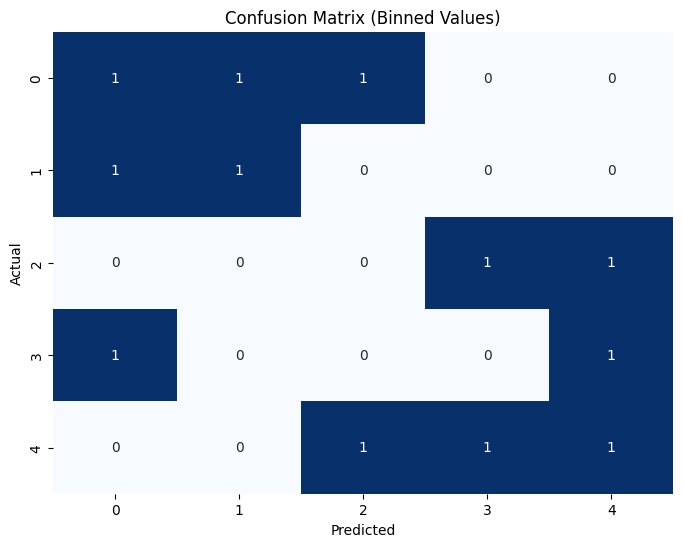 Confusion Matrix (Binned Values)
0 1 1 1 0 0
1 1 1 0 0 0
2 0 0 0 1 1
3 1 0 0 0 1
4 0 0 1 1 1
Actual
0 1 2 3 4
Predicted